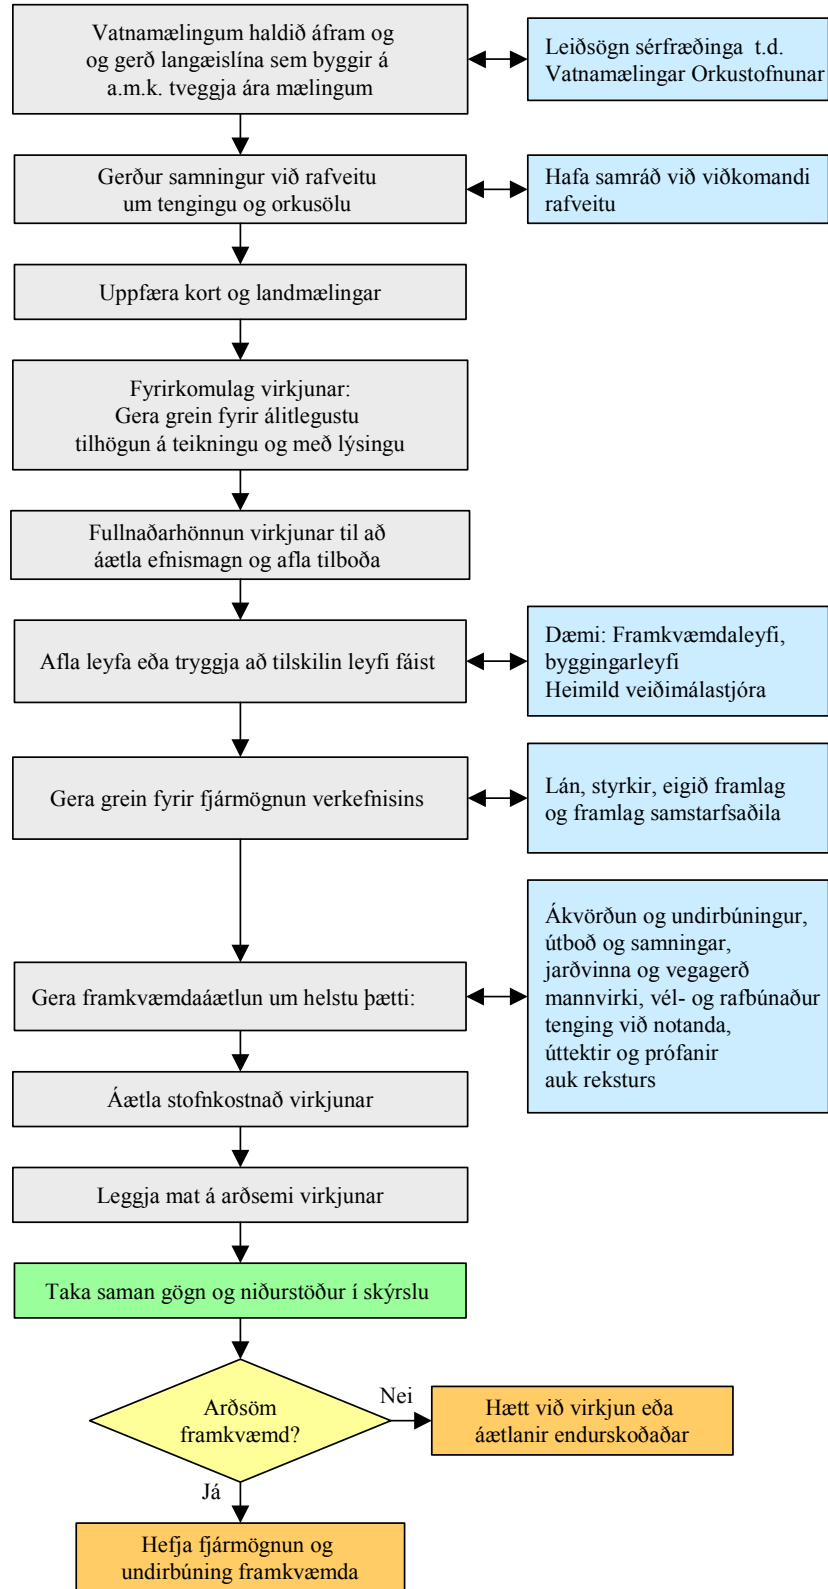 Vatnamælingum haldið áfram og
og gerð langæislína sem byggir á
a.m.k. tveggja ára mælingum
Leiðsögn sérfræðinga t.d.
Vatnamælingar Orkustofnunar
Gerður samningur við rafveitu
um tengingu og orkusölu
Hafa samráð við viðkomandi
rafveitu
Uppfæra kort og landmælingar
Fyrirkomulag virkjunar:
Gera grein fyrir álitlegustu
tilhögun á teikningu og með lýsingu
Fullnaðarhönnun virkjunar til að
áætla efnismagn og afla tilboða
Afla leyfa eða tryggja að tilskilin leyfi fáist
Dæmi: Framkvæmdaleyfi,
byggingarleyfi
Heimild veiðimálastjóra
Gera grein fyrir fjármögnun verkefnisins
Lán, styrkir, eigið framlag
og framlag samstarfsaðila
Gera framkvæmdaáætlun um helstu þætti:
Ákvörðun og undirbúningur,
útboð og samningar,
jarðvinna og vegagerð
mannvirki, vél- og rafbúnaður
tenging við notanda,
úttektir og prófanir
auk reksturs
Áætla stofnkostnað virkjunar
Leggja mat á arðsemi virkjunar
Taka saman gögn og niðurstöður í skýrslu
Arðsöm
framkvæmd?
Nei
Hætt við virkjun eða
áætlanir endurskoðaðar
Já
Hefja fjármögnun og
undirbúning framkvæmda